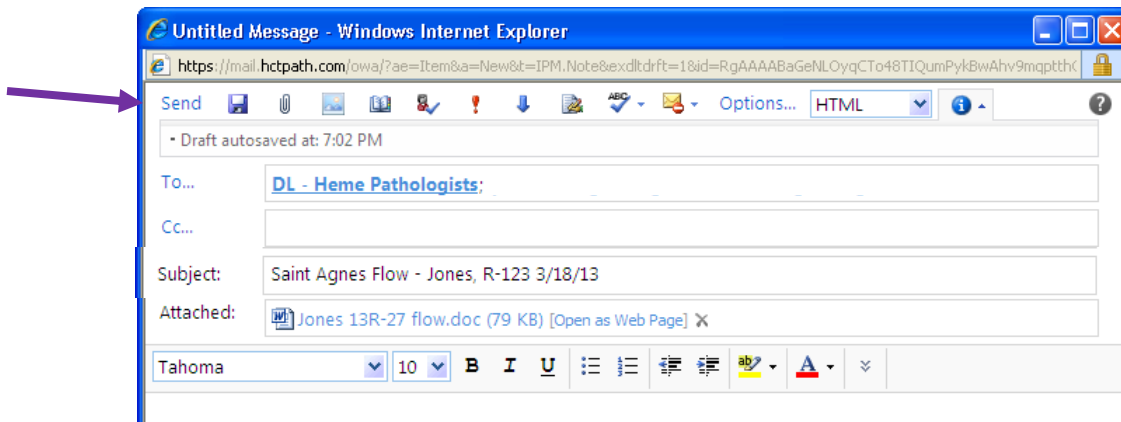 Untitled Message - Windows Internet Explorer
https://mail.hctpath.com/owa/?ae=Item&a=New&t=IPM.Note&exdltdrft=1&id=
Send ABC Options... HTML
Draft autosaved at: 7:02 PM
To... DL - Heme Pathologists;
Cc...
Subject: Saint Agnes Flow - Jones, R-123 3/18/13
Attached: Jones 13R-27 flow.doc (79 KB) [Open as Web Page]
Tahoma 10 B I U ab A